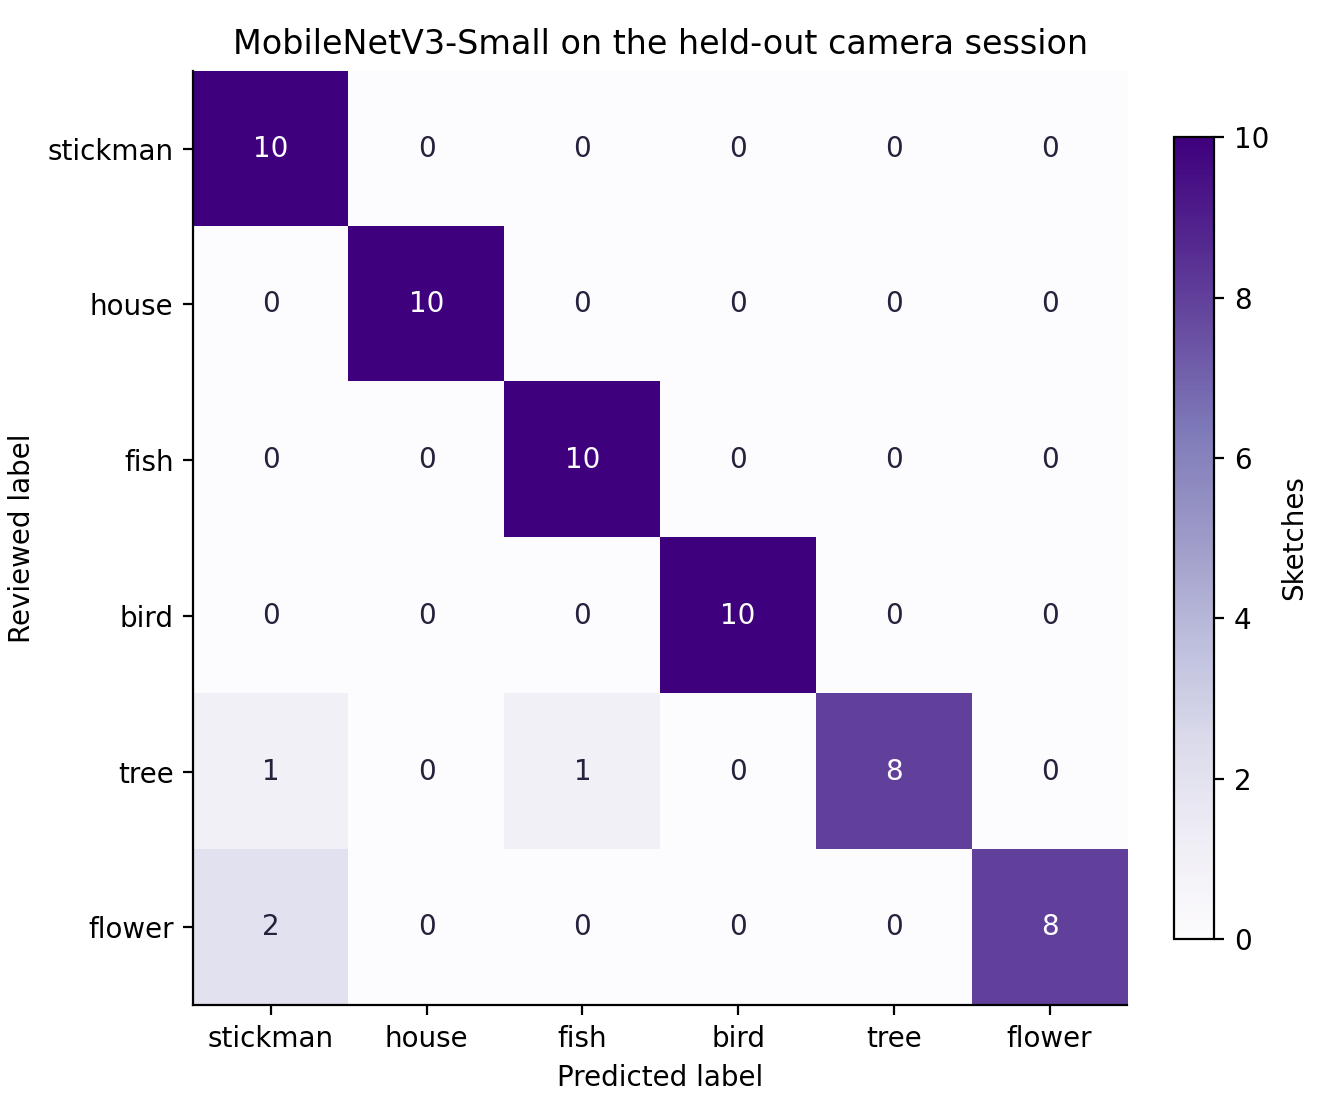 MobileNetV3-Small on the held-out camera session
stickman 10 0 0 0 0 0
house 0 10 0 0 0 0
fish 0 0 10 0 0 0
bird 0 0 0 10 0 0
tree 1 0 1 0 8 0
flower 2 0 0 0 0 8
stickman house fish bird tree flower
Predicted label
Reviewed label
10
8
6
4
2
0
Sketches